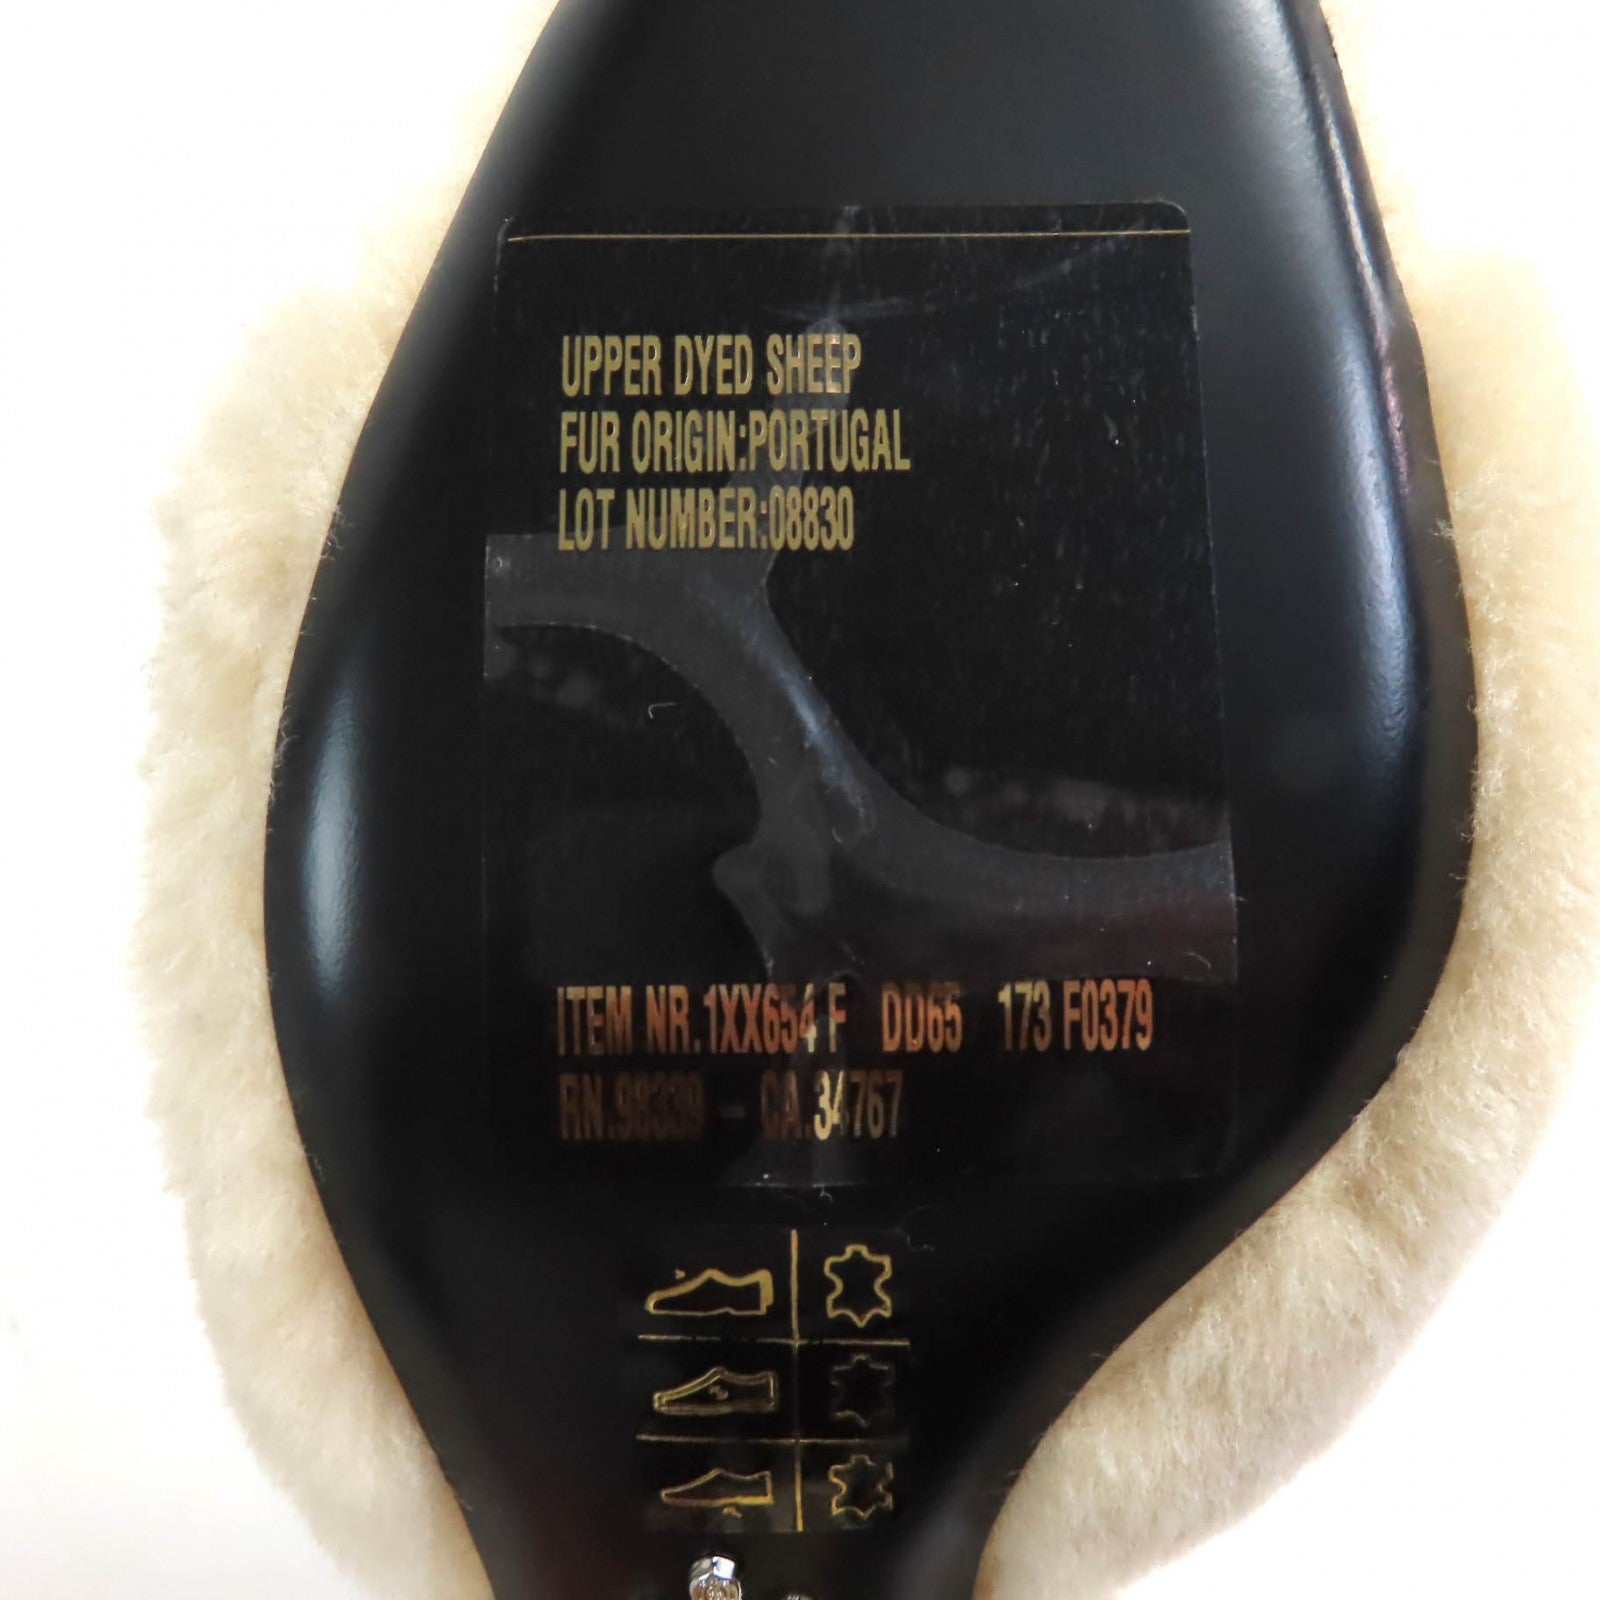 UPPER DYED SHEEP
FUR ORIGIN:PORTUGAL
LOT NUMBER:08830
ITEM NR.1XX654 F DD65 173 F0379
RN.98339 - CA.34767